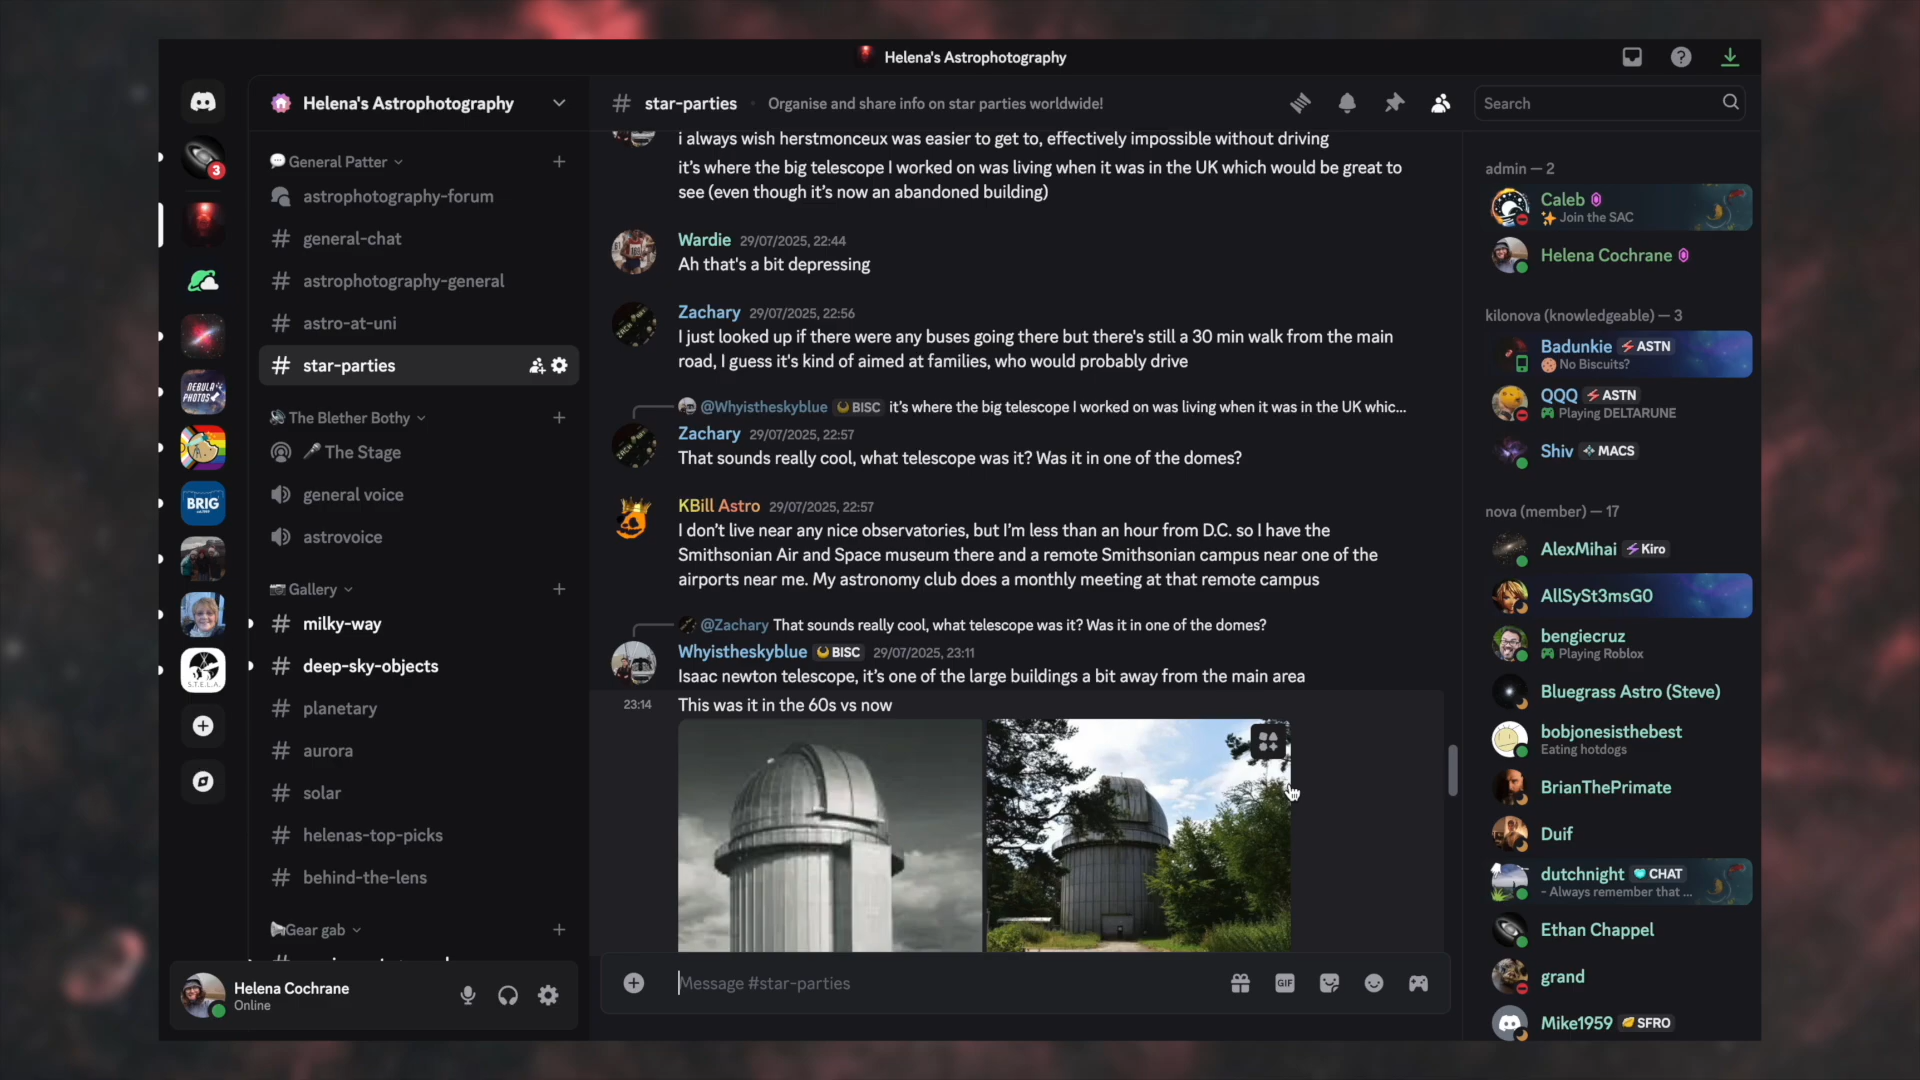 Helena's Astrophotography
3
NEBULA
PHOTOS
BRIG
S.T.E.L.A.
Helena's Astrophotography
General Patter
astrophotography-forum
general-chat
astrophotography-general
astro-at-uni
star-parties
The Blether Bothy
The Stage
general voice
astrovoice
Gallery
milky-way
deep-sky-objects
planetary
aurora
solar
helenas-top-picks
behind-the-lens
Gear gab
Helena Cochrane
Online
star-parties
Organise and share info on star parties worldwide!
Search
i always wish herstmonceux was easier to get to, effectively impossible without driving
it's where the big telescope I worked on was living when it was in the UK which would be great to
see (even though it's now an abandoned building)
Wardie 29/07/2025, 22:44
Ah that's a bit depressing
Zachary 29/07/2025, 22:56
I just looked up if there were any buses going there but there's still a 30 min walk from the main
road, I guess it's kind of aimed at families, who would probably drive
@Whyistheskyblue BISC it's where the big telescope I worked on was living when it was in the UK whic...
Zachary 29/07/2025, 22:57
That sounds really cool, what telescope was it? Was it in one of the domes?
KBill Astro 29/07/2025, 22:57
I don't live near any nice observatories, but I'm less than an hour from D.C. so I have the
Smithsonian Air and Space museum there and a remote Smithsonian campus near one of the
airports near me. My astronomy club does a monthly meeting at that remote campus
@Zachary That sounds really cool, what telescope was it? Was it in one of the domes?
Whyistheskyblue BISC 29/07/2025, 23:11
Isaac newton telescope, it's one of the large buildings a bit away from the main area
23:14 This was it in the 60s vs now
Message #star-parties
GIF
admin — 2
Caleb
Join the SAC
Helena Cochrane
kilonova (knowledgeable) — 3
Badunkie ASTN
No Biscuits?
QQQ ASTN
Playing DELTARUNE
Shiv MACS
nova (member) — 17
AlexMihai Kiro
AllSySt3msG0
bengiecruz
Playing Roblox
Bluegrass Astro (Steve)
bobjonesisthebest
Eating hotdogs
BrianThePrimate
Duif
dutchnight CHAT
- Always remember that ...
Ethan Chappel
grand
Mike1959 SFRO